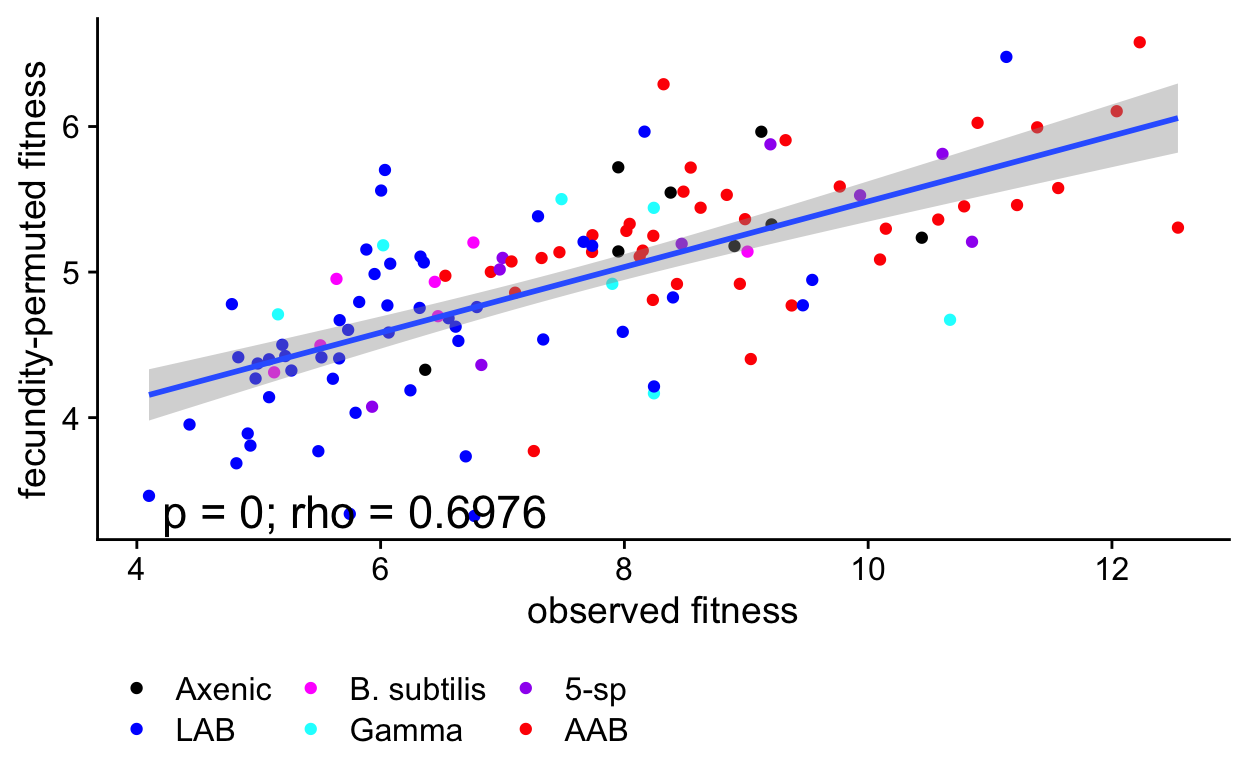 fecundity-permuted fitness
6
5
4
p = 0; rho = 0.6976
4 6 8 10 12
observed fitness
Axenic B. subtilis 5-sp
LAB Gamma AAB